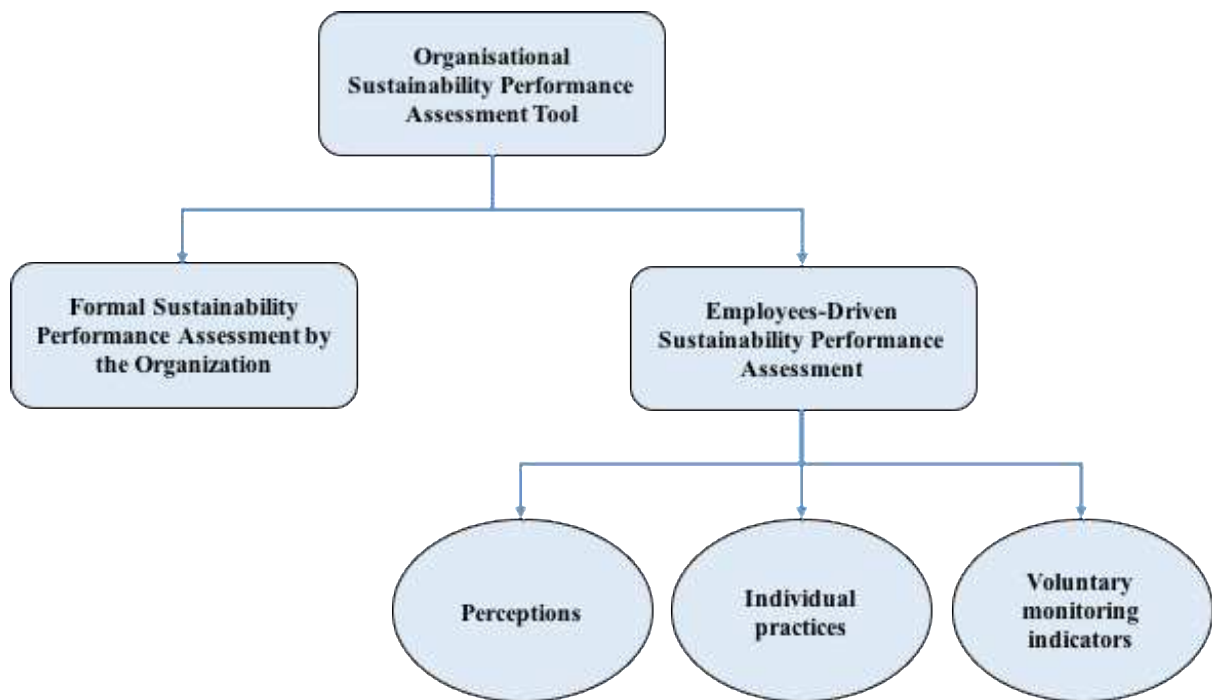 Organisational
Sustainability Performance
Assessment Tool
Formal Sustainability
Performance Assessment by
the Organization
Employees-Driven
Sustainability Performance
Assessment
Perceptions
Individual
practices
Voluntary
monitoring
indicators